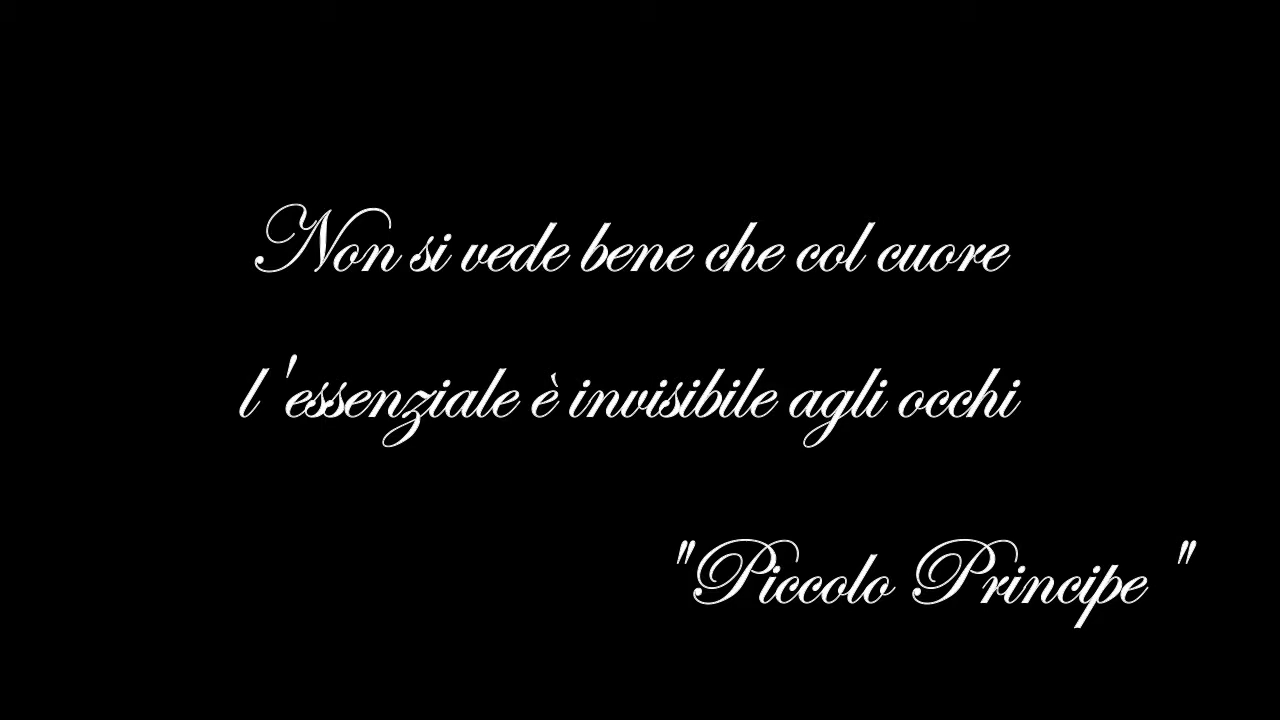 Non si vede bene che col cuore
l'essenziale è invisibile agli occhi
"Piccolo Principe "